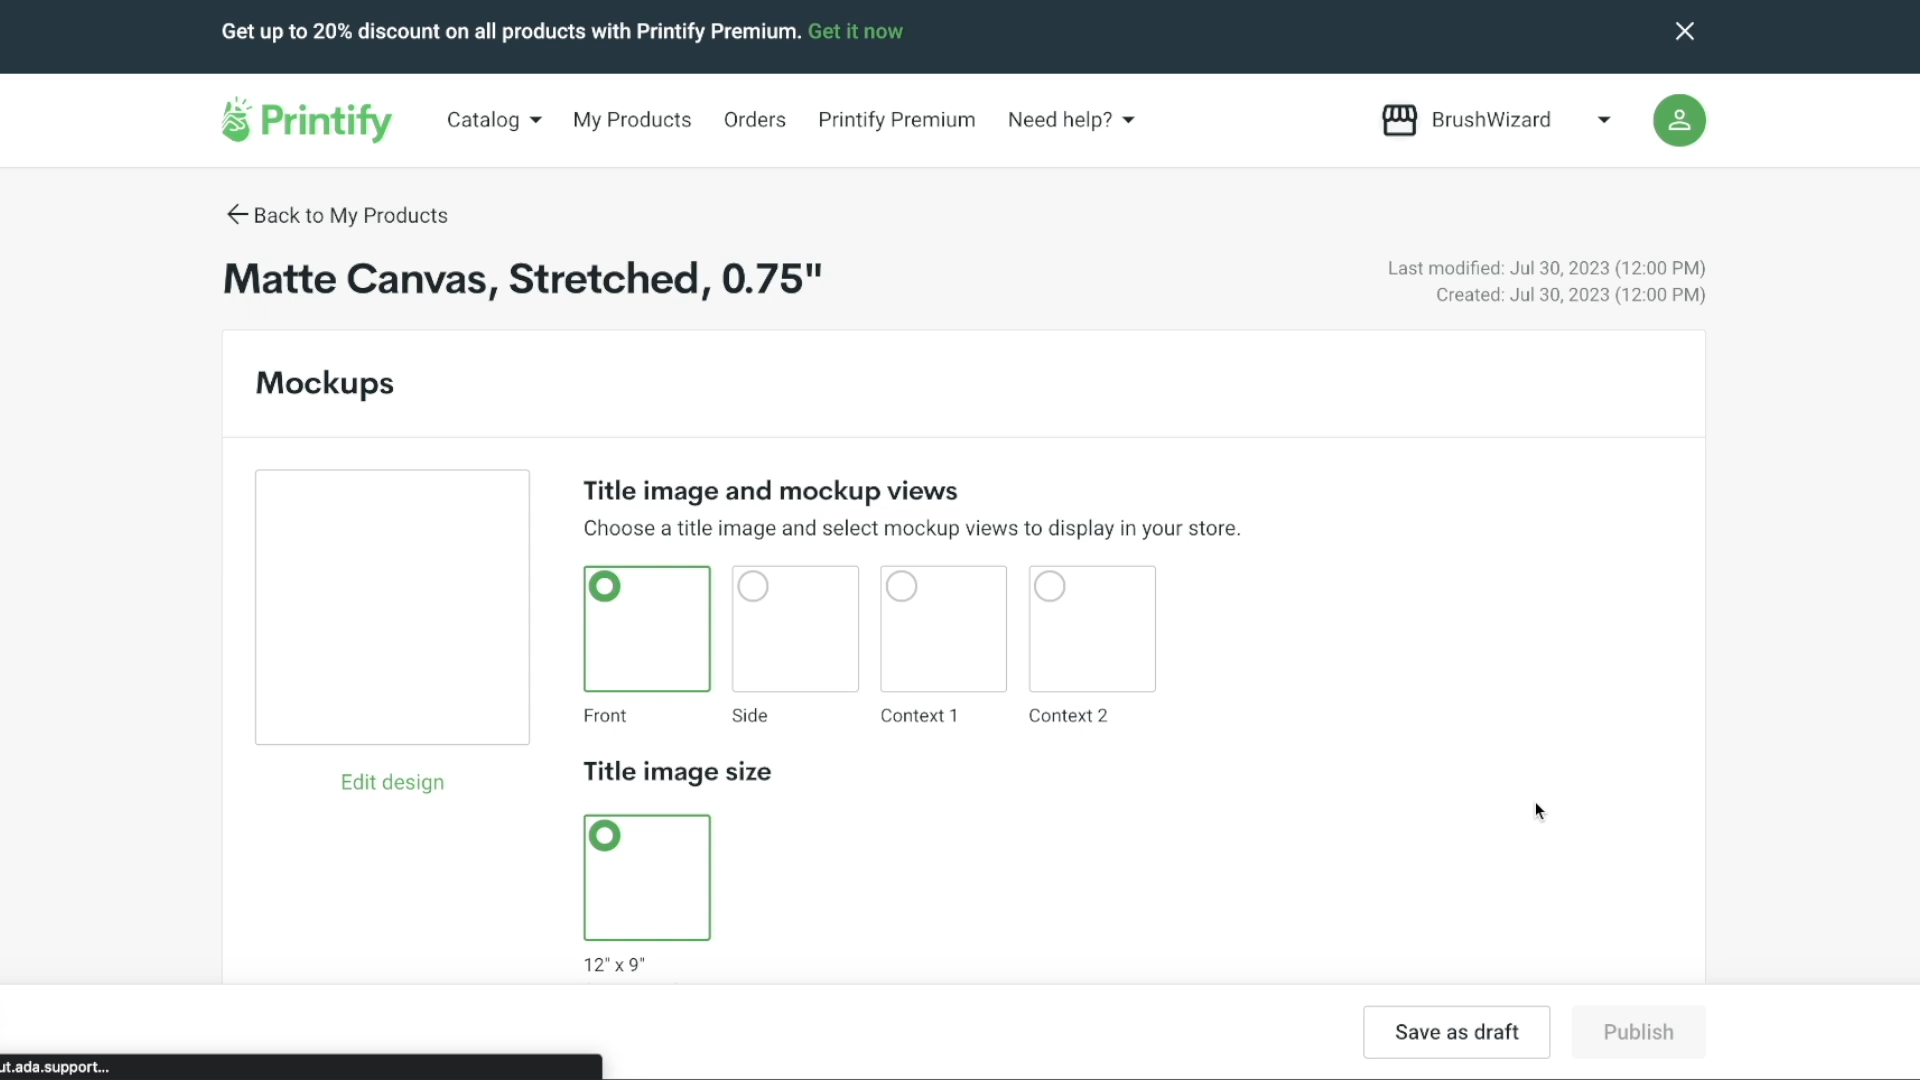 Get up to 20% discount on all products with Printify Premium. Get it now
Printify
Catalog
My Products
Orders
Printify Premium
Need help?
BrushWizard
Back to My Products
Matte Canvas, Stretched, 0.75"
Last modified: Jul 30, 2023 (12:00 PM)
Created: Jul 30, 2023 (12:00 PM)
Mockups
Title image and mockup views
Choose a title image and select mockup views to display in your store.
Front
Side
Context 1
Context 2
Edit design
Title image size
12" x 9"
Save as draft
Publish
ut.ada.support...